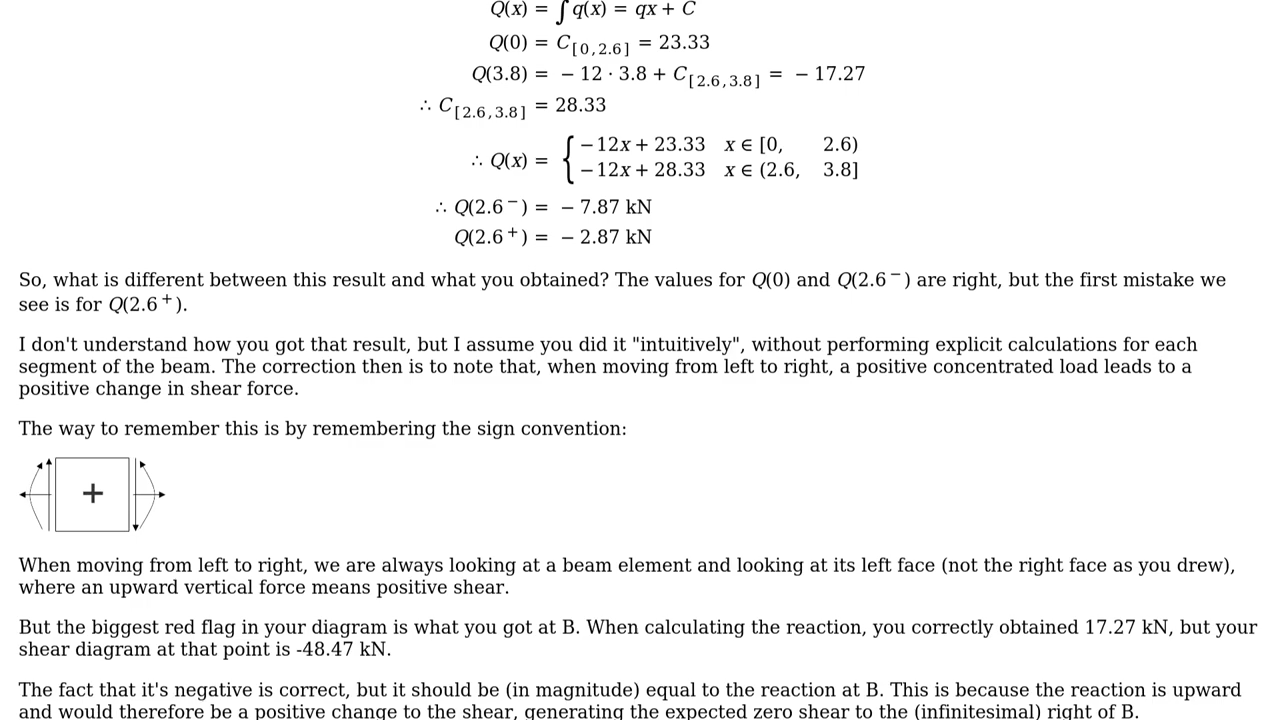 Q(x) = ∫ q(x) = qx + C
Q(0) = C[0,2.6] = 23.33
Q(3.8) = − 12 · 3.8 + C[2.6,3.8] = − 17.27
∴ C[2.6,3.8] = 28.33
∴ Q(x) = { −12x + 23.33 x ∈ [0, 2.6)
−12x + 28.33 x ∈ (2.6, 3.8]
∴ Q(2.6⁻) = − 7.87 kN
Q(2.6⁺) = − 2.87 kN
So, what is different between this result and what you obtained? The values for Q(0) and Q(2.6⁻) are right, but the first mistake we
see is for Q(2.6⁺).
I don't understand how you got that result, but I assume you did it "intuitively", without performing explicit calculations for each
segment of the beam. The correction then is to note that, when moving from left to right, a positive concentrated load leads to a
positive change in shear force.
The way to remember this is by remembering the sign convention:
+
When moving from left to right, we are always looking at a beam element and looking at its left face (not the right face as you drew),
where an upward vertical force means positive shear.
But the biggest red flag in your diagram is what you got at B. When calculating the reaction, you correctly obtained 17.27 kN, but your
shear diagram at that point is -48.47 kN.
The fact that it's negative is correct, but it should be (in magnitude) equal to the reaction at B. This is because the reaction is upward
and would therefore be a positive change to the shear, generating the expected zero shear to the (infinitesimal) right of B.